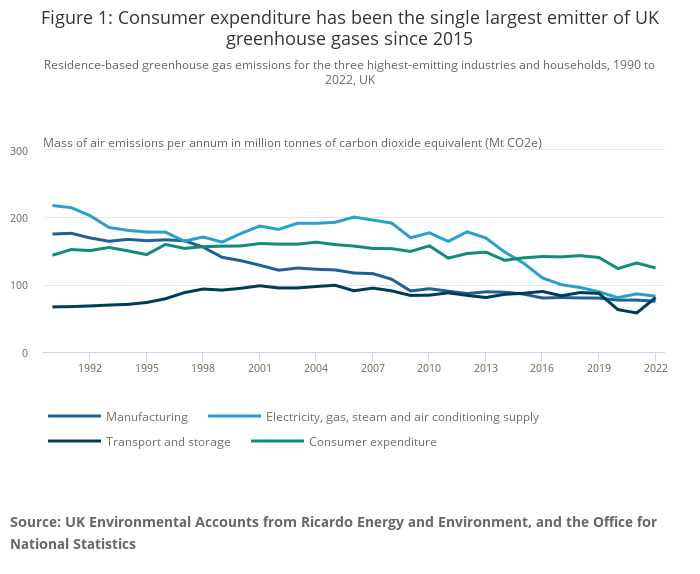 Figure 1: Consumer expenditure has been the single largest emitter of UK
greenhouse gases since 2015
Residence-based greenhouse gas emissions for the three highest-emitting industries and households, 1990 to
2022, UK
Mass of air emissions per annum in million tonnes of carbon dioxide equivalent (Mt CO2e)
300
200
100
0
1992 1995 1998 2001 2004 2007 2010 2013 2016 2019 2022
Manufacturing Electricity, gas, steam and air conditioning supply
Transport and storage Consumer expenditure
Source: UK Environmental Accounts from Ricardo Energy and Environment, and the Office for
National Statistics